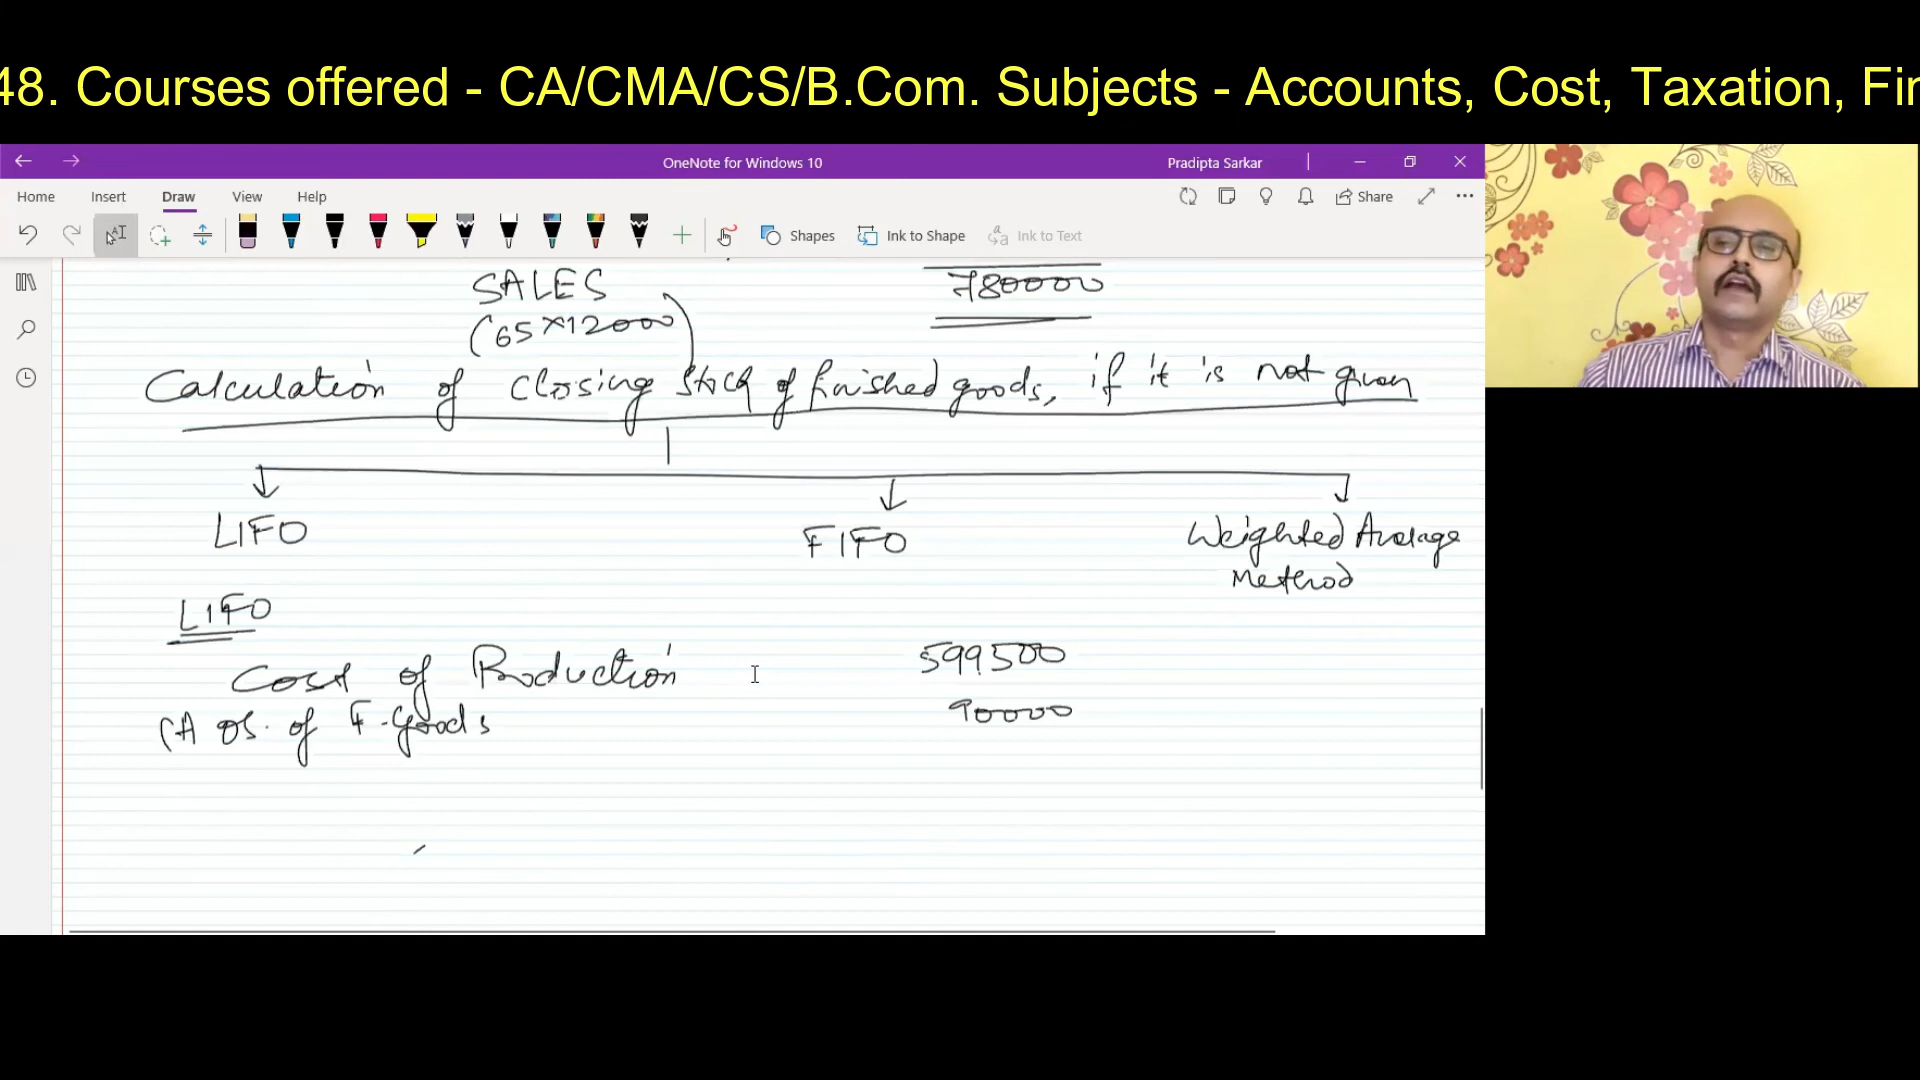 48. Courses offered - CA/CMA/CS/B.Com. Subjects - Accounts, Cost, Taxation, Fin
OneNote for Windows 10
Pradipta Sarkar
Home Insert Draw View Help
Share
Shapes
Ink to Shape
Ink to Text
SALES 780000
(65×12000
Calculation of closing stock of finished goods, if it is not given
LIFO FIFO Weighted Average
Method
LIFO
Cost of Production 599500
(A OS. of F. Goods 90000